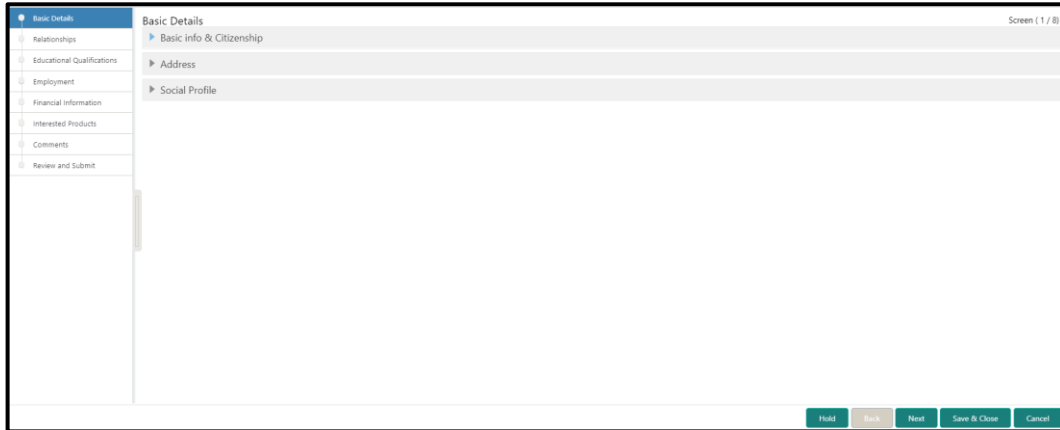 Basic Details
Relationships
Educational Qualifications
Employment
Financial Information
Interested Products
Comments
Review and Submit
Basic Details
Screen ( 1 / 8)
Basic info & Citizenship
Address
Social Profile
Hold
Back
Next
Save & Close
Cancel